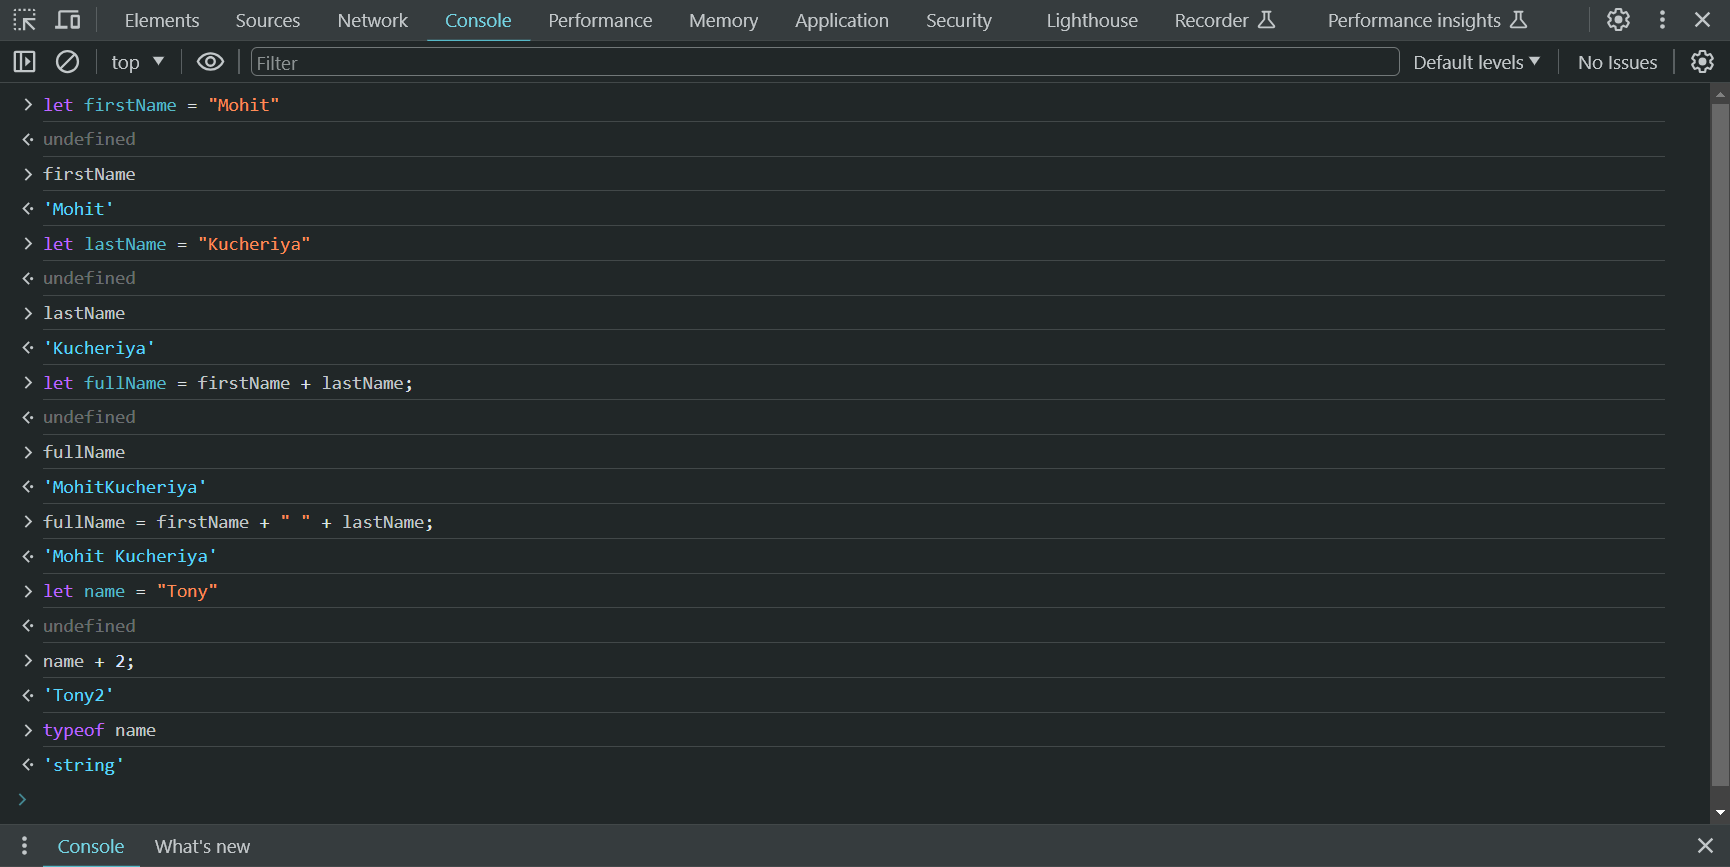 Elements Sources Network Console Performance Memory Application Security Lighthouse Recorder Performance insights
top Filter Default levels No Issues
> let firstName = "Mohit"
undefined
> firstName
'Mohit'
> let lastName = "Kucheriya"
undefined
> lastName
'Kucheriya'
> let fullName = firstName + lastName;
undefined
> fullName
'MohitKucheriya'
> fullName = firstName + " " + lastName;
'Mohit Kucheriya'
> let name = "Tony"
undefined
> name + 2;
'Tony2'
> typeof name
'string'
>
Console What's new